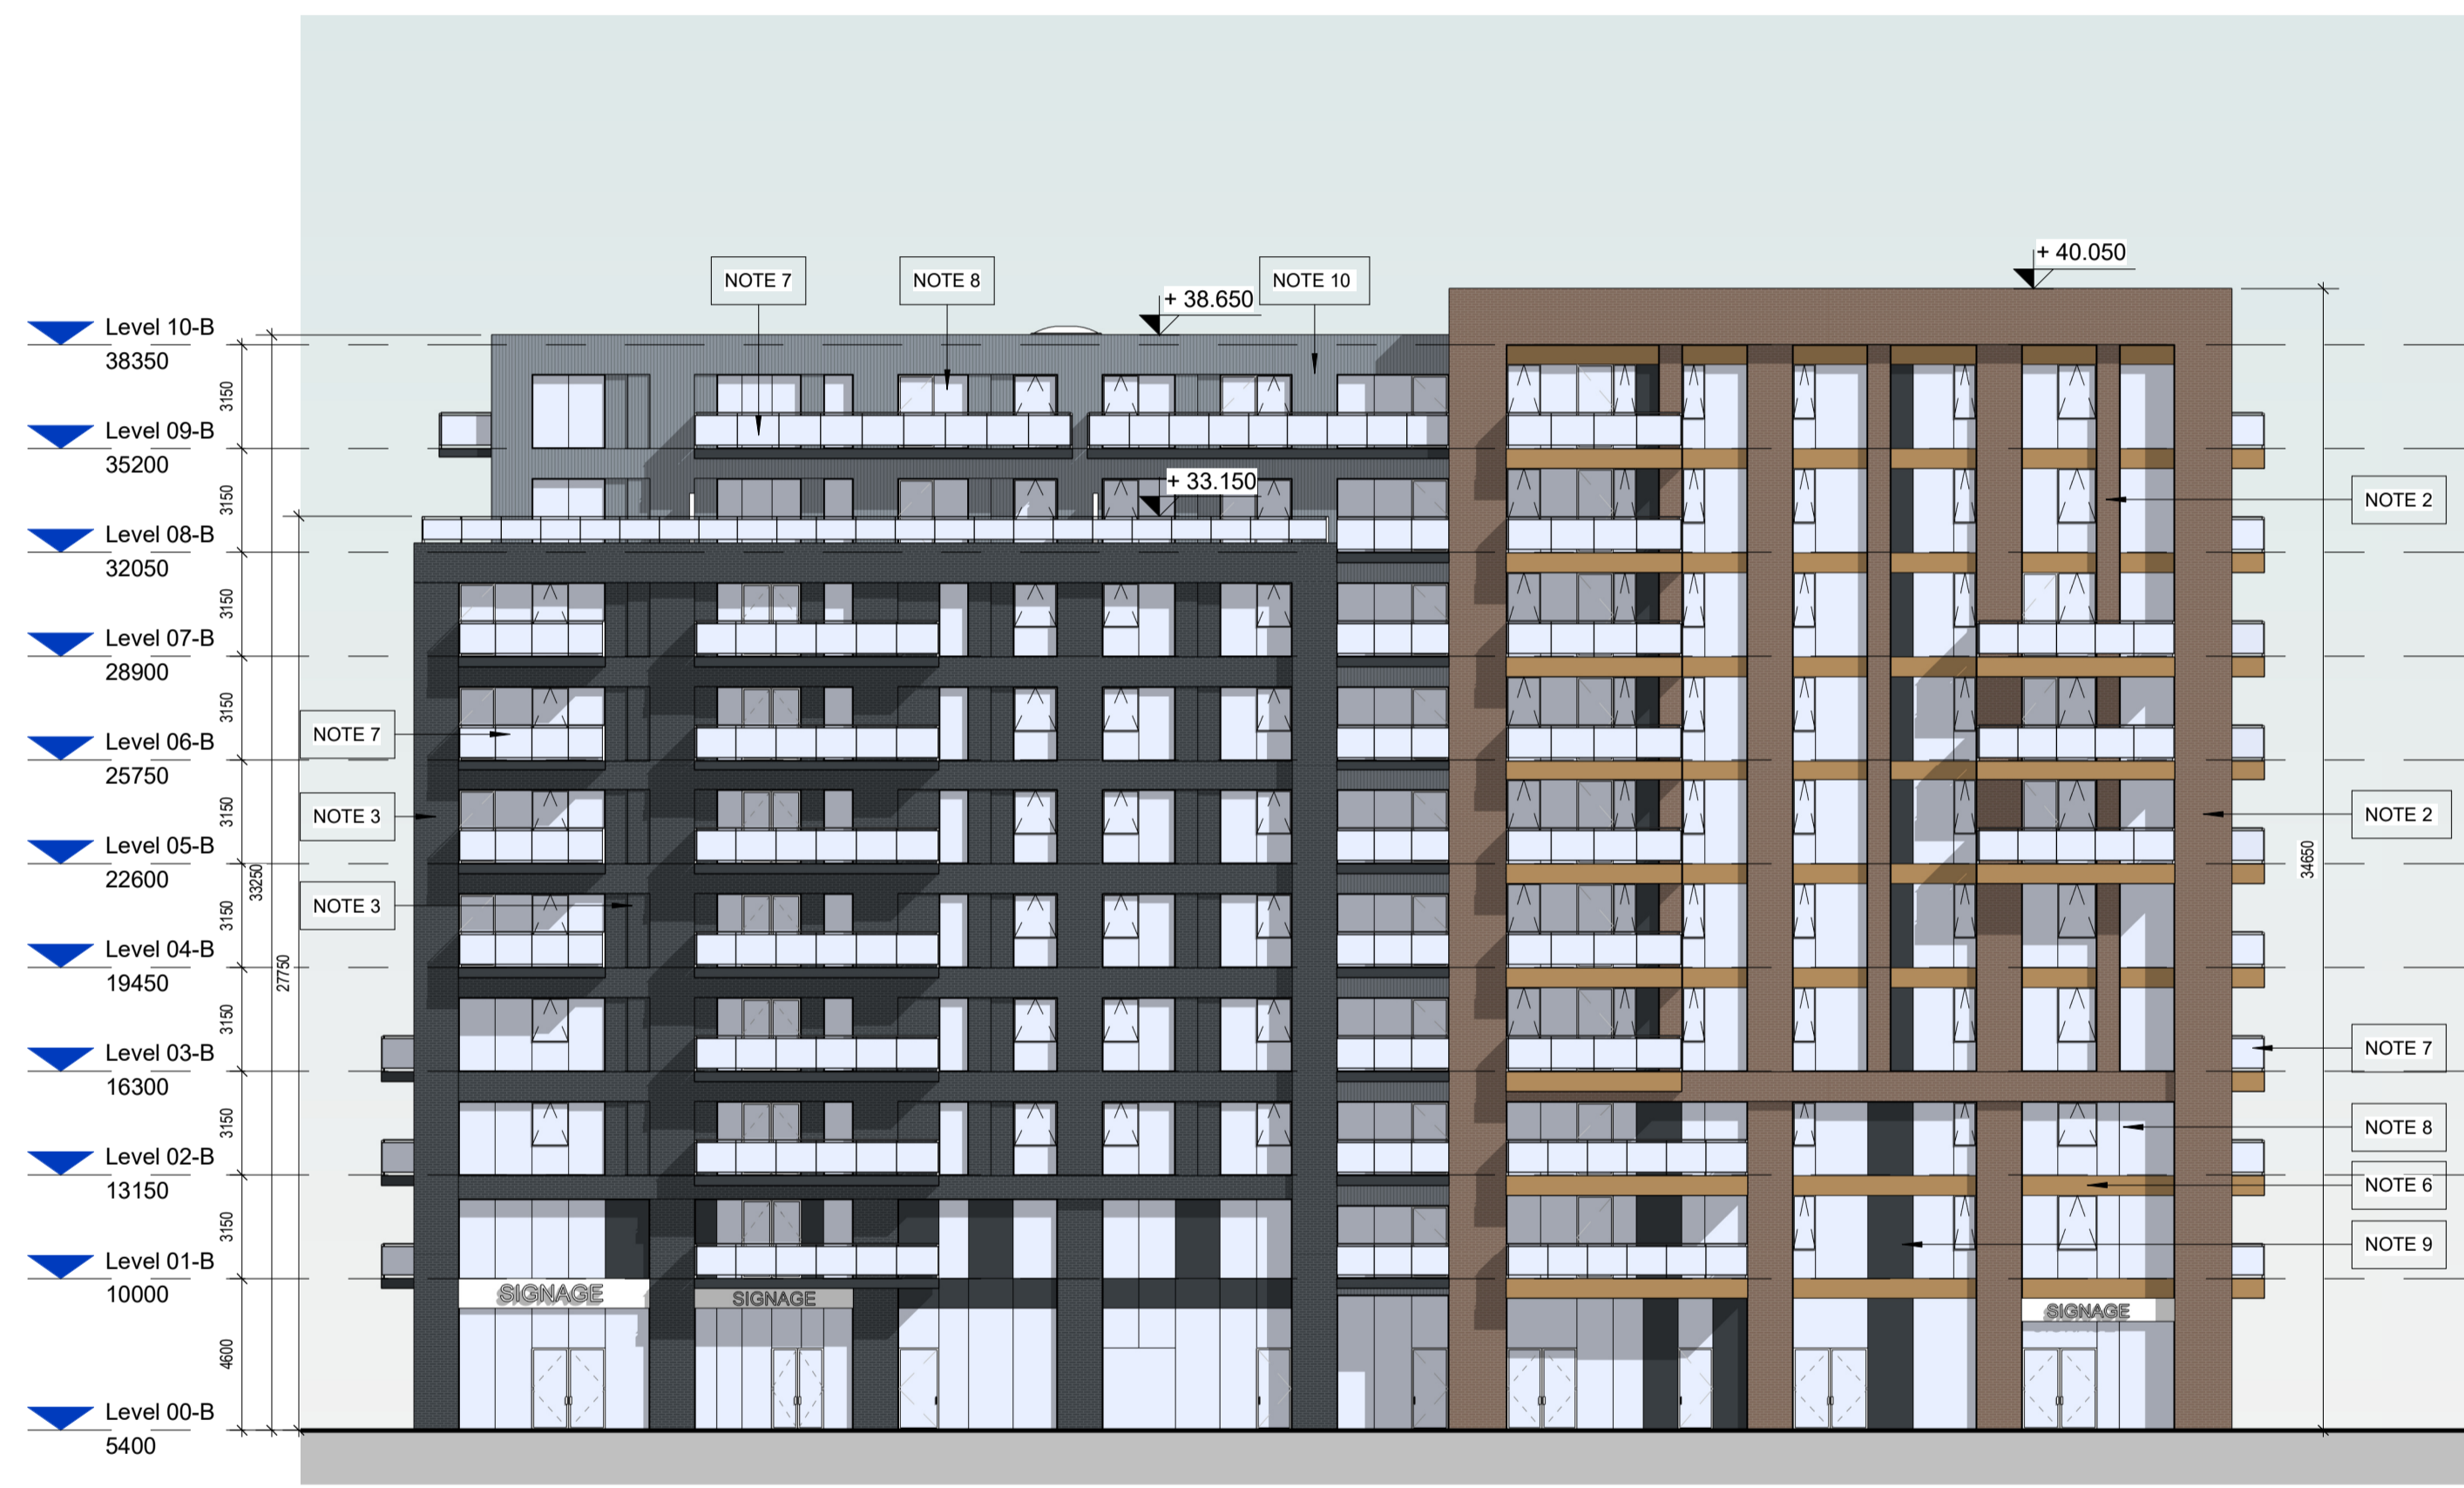 + 40.050
NOTE 7
NOTE 8
NOTE 10
+ 38.650
Level 10-B
38350
3150
Level 09-B
35200
3150
+ 33.150
NOTE 2
Level 08-B
32050
3150
Level 07-B
28900
3150
NOTE 7
Level 06-B
25750
3150
NOTE 3
NOTE 2
Level 05-B
22600
33250
34650
3150
NOTE 3
Level 04-B
19450
27750
3150
NOTE 7
Level 03-B
16300
3150
NOTE 8
Level 02-B
13150
NOTE 6
3150
NOTE 9
Level 01-B
10000
SIGNAGE
SIGNAGE
SIGNAGE
4600
Level 00-B
5400